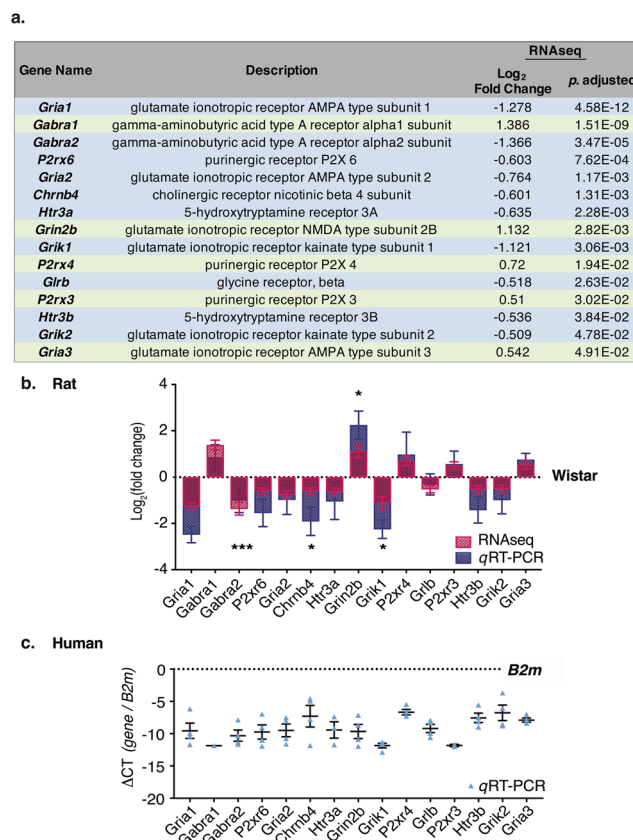 a.
RNAseq
Gene Name Description Log2 Fold Change p. adjusted
Gria1 glutamate ionotropic receptor AMPA type subunit 1 -1.278 4.58E-12
Gabra1 gamma-aminobutyric acid type A receptor alpha1 subunit 1.386 1.51E-09
Gabra2 gamma-aminobutyric acid type A receptor alpha2 subunit -1.366 3.47E-05
P2rx6 purinergic receptor P2X 6 -0.603 7.62E-04
Gria2 glutamate ionotropic receptor AMPA type subunit 2 -0.764 1.17E-03
Chrnb4 cholinergic receptor nicotinic beta 4 subunit -0.601 1.31E-03
Htr3a 5-hydroxytryptamine receptor 3A -0.635 2.28E-03
Grin2b glutamate ionotropic receptor NMDA type subunit 2B 1.132 2.82E-03
Grik1 glutamate ionotropic receptor kainate type subunit 1 -1.121 3.06E-03
P2rx4 purinergic receptor P2X 4 0.72 1.94E-02
Glrb glycine receptor, beta -0.518 2.63E-02
P2rx3 purinergic receptor P2X 3 0.51 3.02E-02
Htr3b 5-hydroxytryptamine receptor 3B -0.536 3.84E-02
Grik2 glutamate ionotropic receptor kainate type subunit 2 -0.509 4.78E-02
Gria3 glutamate ionotropic receptor AMPA type subunit 3 0.542 4.91E-02
b. Rat
Log2(fold change)
4
2
0
-2
-4
*
*** * *
Wistar
RNAseq
qRT-PCR
Gria1 Gabra1 Gabra2 P2xr6 Gria2 Chrnb4 Htr3a Grin2b Grik1 P2xr4 Grlb P2xr3 Htr3b Grik2 Gria3
c. Human
ΔCT (gene / B2m)
0
-5
-10
-15
-20
B2m
qRT-PCR
Gria1 Gabra1 Gabra2 P2xr6 Gria2 Chrnb4 Htr3a Grin2b Grik1 P2xr4 Grlb P2xr3 Htr3b Grik2 Gria3